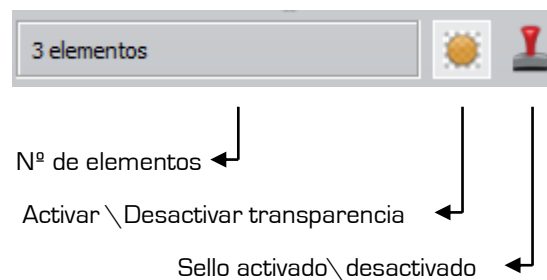 3 elementos
Nº de elementos
Activar \ Desactivar transparencia
Sello activado\ desactivado